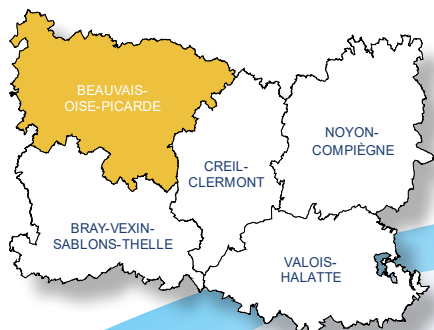 BEAUVAIS-
OISE-PICARDE
NOYON-
COMPIÈGNE
CREIL-
CLERMONT
BRAY-VEXIN-
SABLONS-THELLE
VALOIS-
HALATTE